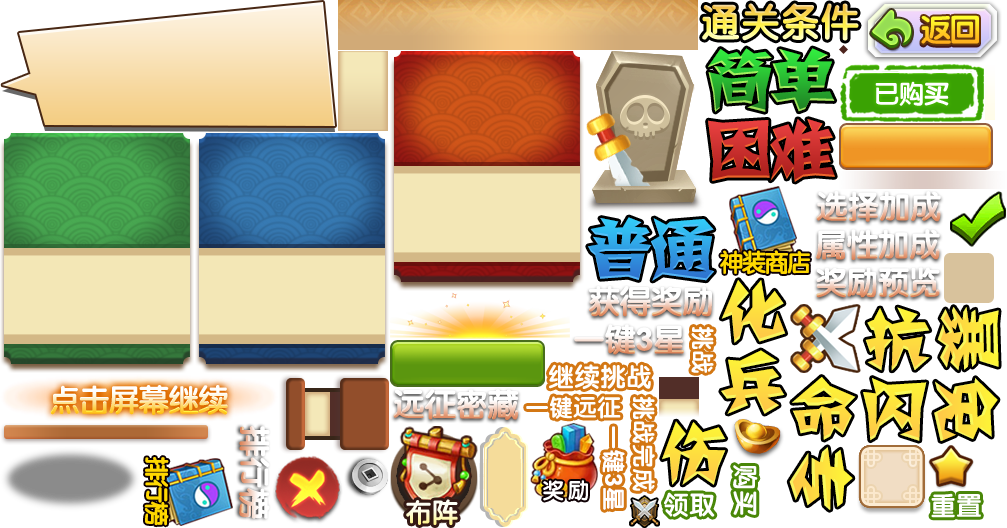 通关条件
返回
简单
已购买
困难
选择加成
普通
神装商店
属性加成
奖励预览
获得奖励
一键3星
挑战
化
兵
抗
暴
命
闪
免
伤
点击屏幕继续
继续挑战
远征密藏
一键远征
挑战完成
一键3星
排行榜
排行榜
布阵
奖励
领取
购买
重置